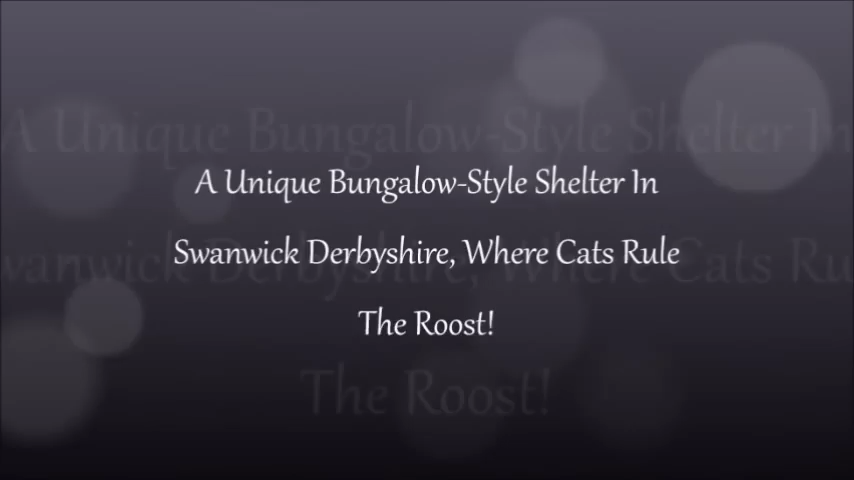 A Unique Bungalow-Style Shelter In
Swanwick Derbyshire, Where Cats Rule
The Roost!